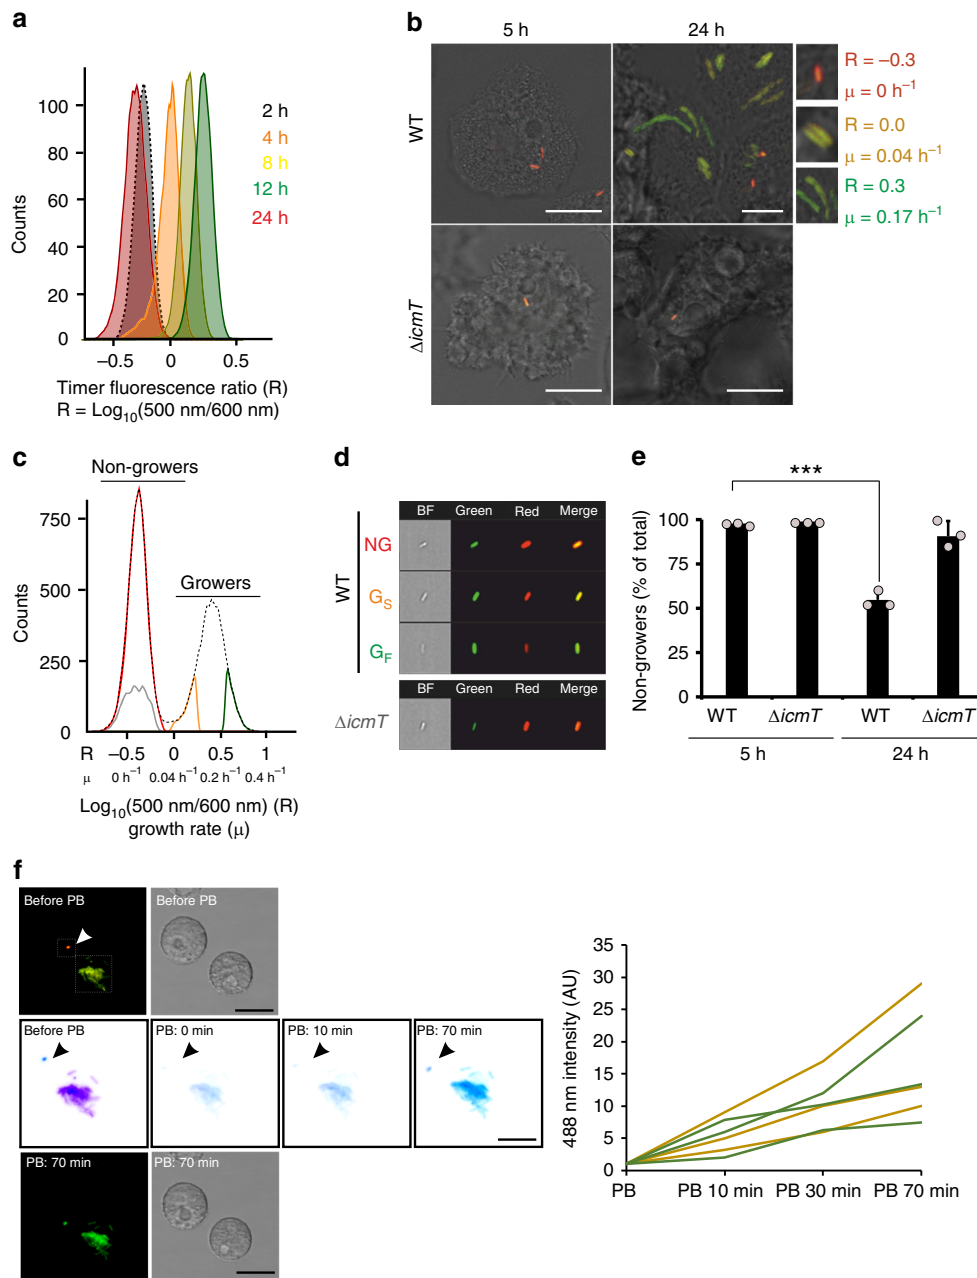 a
100
80
60
40
20
0
Counts
2 h
4 h
8 h
12 h
24 h
−0.5
0
0.5
Timer fluorescence ratio (R)
R = Log10(500 nm/600 nm)
b
5 h
24 h
WT
ΔicmT
R = −0.3
μ = 0 h−1
R = 0.0
μ = 0.04 h−1
R = 0.3
μ = 0.17 h−1
c
Non-growers
Growers
750
500
250
0
Counts
R −0.5 0 0.5 1
μ 0 h−1 0.04 h−1 0.2 h−1 0.4 h−1
Log10(500 nm/600 nm) (R)
growth rate (μ)
d
BF Green Red Merge
WT
NG
GS
GF
BF Green Red Merge
ΔicmT
e
***
100
75
50
25
0
Non-growers (% of total)
WT ΔicmT WT ΔicmT
5 h 24 h
f
Before PB
Before PB
Before PB
PB: 0 min
PB: 10 min
PB: 70 min
PB: 70 min
PB: 70 min
35
30
25
20
15
10
5
0
488 nm intensity (AU)
PB PB 10 min PB 30 min PB 70 min